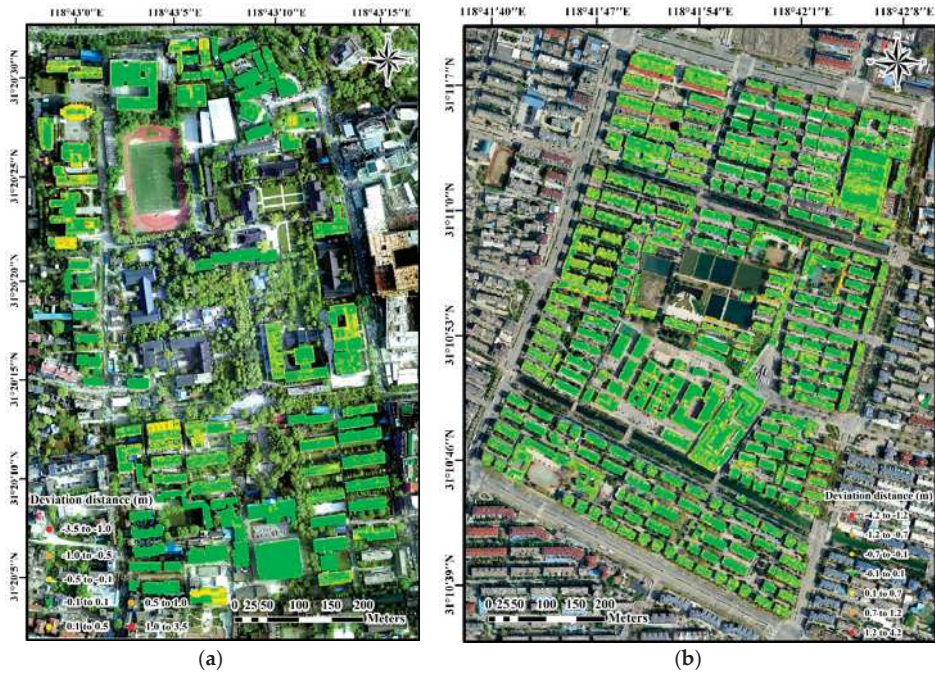 118°43'0"E 118°43'5"E 118°43'10"E 118°43'15"E
31°20'30"N
31°20'25"N
31°20'20"N
31°20'15"N
31°20'10"N
31°20'5"N
Deviation distance (m)
-3.5 to -1.0
-1.0 to -0.5
-0.5 to -0.1
-0.1 to 0.1
0.1 to 0.5
0.5 to 1.0
1.0 to 3.5
0 25 50 100 150 200
Meters
(a)
118°41'40"E 118°41'47"E 118°41'54"E 118°42'1"E 118°42'8"E
31°11'7"N
31°11'0"N
31°10'53"N
31°10'46"N
31°10'39"N
Deviation distance (m)
-4.2 to -1.2
-1.2 to -0.7
-0.7 to -0.1
-0.1 to 0.1
0.1 to 0.7
0.7 to 1.2
1.2 to 4.2
0 25 50 100 150 200
Meters
(b)